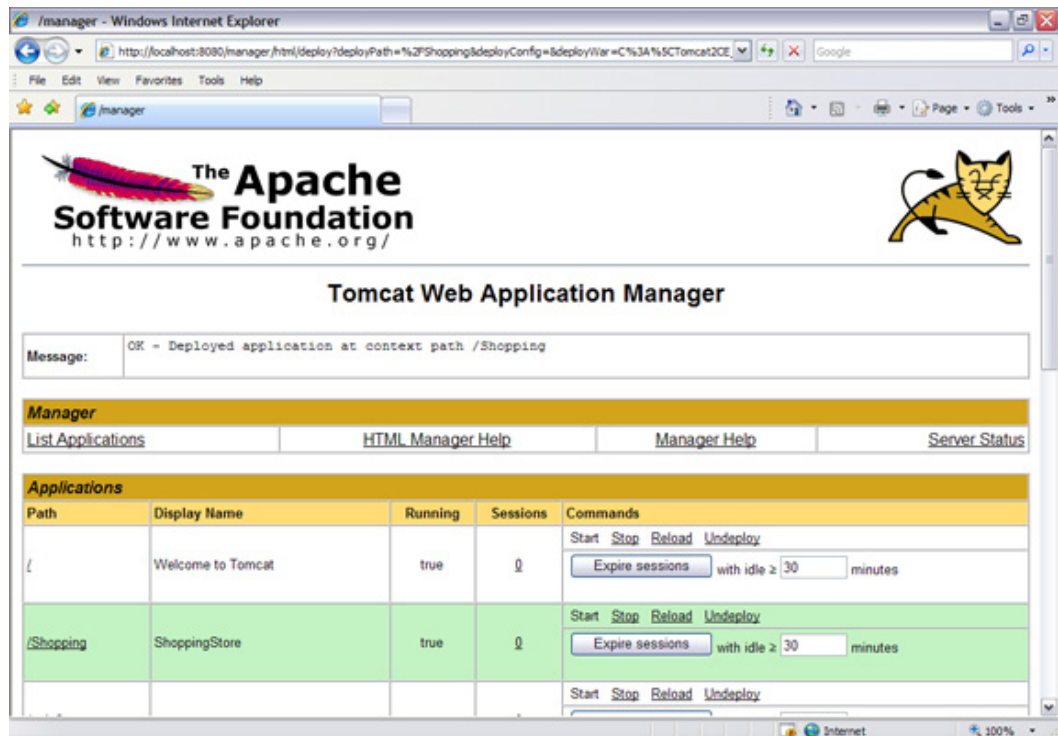 /manager - Windows Internet Explorer
http://localhost:8080/manager/html/deploy?deployPath=%2FShopping&deployConfig=&deployWar=C%3A%5CTomcat2CE
Google
File Edit View Favorites Tools Help
/manager
Page Tools
The Apache
Software Foundation
http://www.apache.org/
Tomcat Web Application Manager
Message: OK - Deployed application at context path /Shopping
Manager
List Applications HTML Manager Help Manager Help Server Status
Applications
Path Display Name Running Sessions Commands
Start Stop Reload Undeploy
/ Welcome to Tomcat true 0
Expire sessions with idle ≥ 30 minutes
Start Stop Reload Undeploy
/Shopping ShoppingStore true 0
Expire sessions with idle ≥ 30 minutes
Start Stop Reload Undeploy
Internet 100%